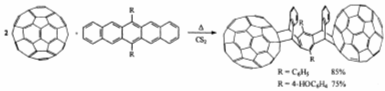 2
R
R
Δ
CS₂
R
R
R = C₆H₅ 85%
R = 4-HOC₆H₄ 75%